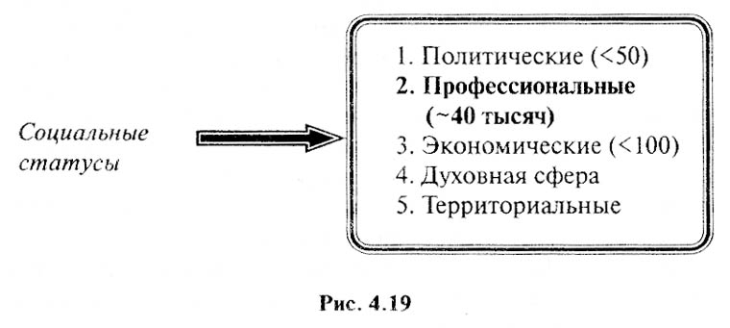 Социальные
статусы
1. Политические (<50)
2. Профессиональные
(~40 тысяч)
3. Экономические (<100)
4. Духовная сфера
5. Территориальные
Рис. 4.19